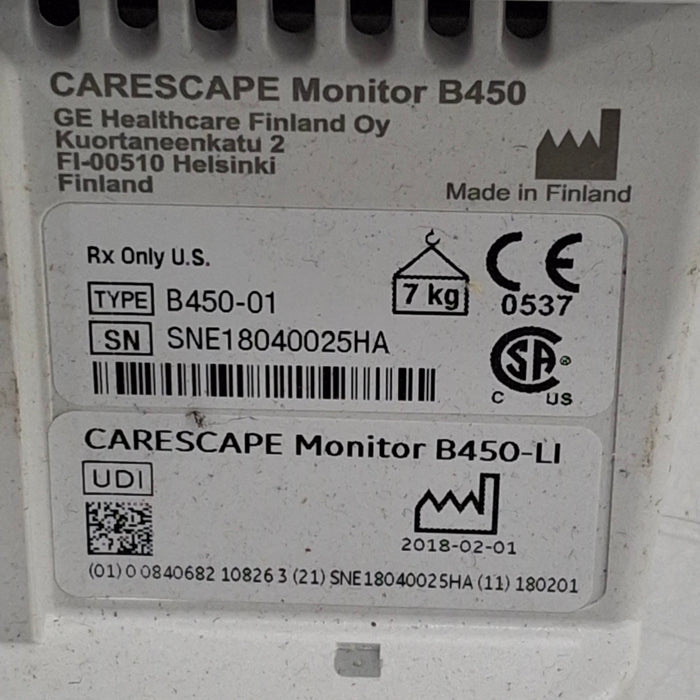 CARESCAPE Monitor B450
GE Healthcare Finland Oy
Kuortaneenkatu 2
FI-00510 Helsinki
Finland
Made in Finland
Rx Only U.S.
TYPE B450-01
7 kg
CE
0537
SN SNE18040025HA
SA®
C US
CARESCAPE Monitor B450-LI
UDI
2018-02-01
(01) 0 0840682 108263 (21) SNE18040025HA (11) 180201